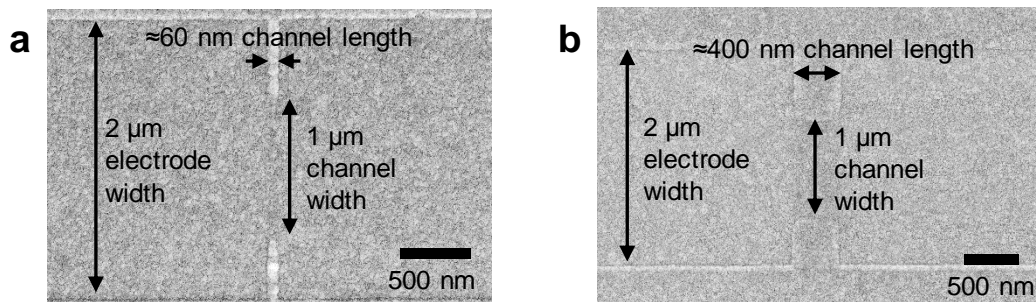 a
≈60 nm channel length
2 µm
electrode
width
1 µm
channel
width
500 nm
b
≈400 nm channel length
2 µm
electrode
width
1 µm
channel
width
500 nm